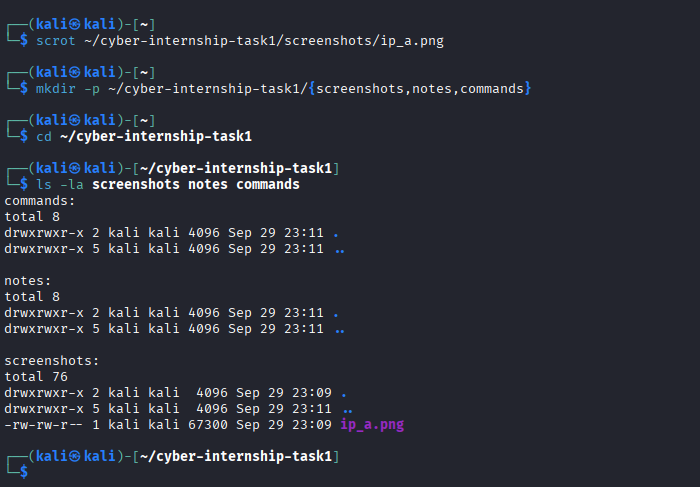 ┌──(kali㉿kali)-[~]
└─$ scrot ~/cyber-internship-task1/screenshots/ip_a.png
┌──(kali㉿kali)-[~]
└─$ mkdir -p ~/cyber-internship-task1/{screenshots,notes,commands}
┌──(kali㉿kali)-[~]
└─$ cd ~/cyber-internship-task1
┌──(kali㉿kali)-[~/cyber-internship-task1]
└─$ ls -la screenshots notes commands
commands:
total 8
drwxrwxr-x 2 kali kali 4096 Sep 29 23:11 .
drwxrwxr-x 5 kali kali 4096 Sep 29 23:11 ..
notes:
total 8
drwxrwxr-x 2 kali kali 4096 Sep 29 23:11 .
drwxrwxr-x 5 kali kali 4096 Sep 29 23:11 ..
screenshots:
total 76
drwxrwxr-x 2 kali kali  4096 Sep 29 23:09 .
drwxrwxr-x 5 kali kali  4096 Sep 29 23:11 ..
-rw-rw-r-- 1 kali kali 67300 Sep 29 23:09 ip_a.png
┌──(kali㉿kali)-[~/cyber-internship-task1]
└─$